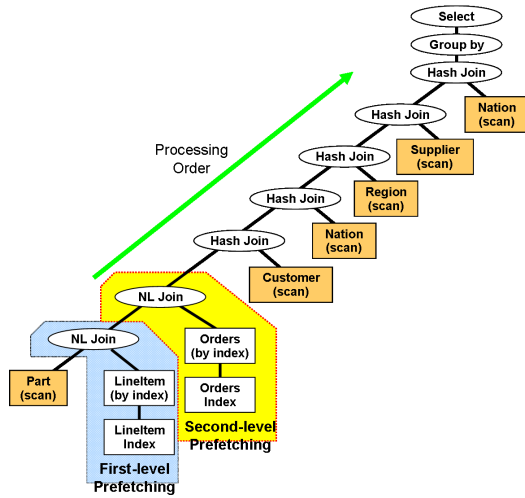 Select
Group by
Hash Join
Nation
(scan)
Hash Join
Supplier
(scan)
Processing
Order
Hash Join
Region
(scan)
Hash Join
Nation
(scan)
Hash Join
Customer
(scan)
NL Join
NL Join
Orders
(by index)
Part
(scan)
LineItem
(by index)
Orders
Index
LineItem
Index
Second-level
Prefetching
First-level
Prefetching